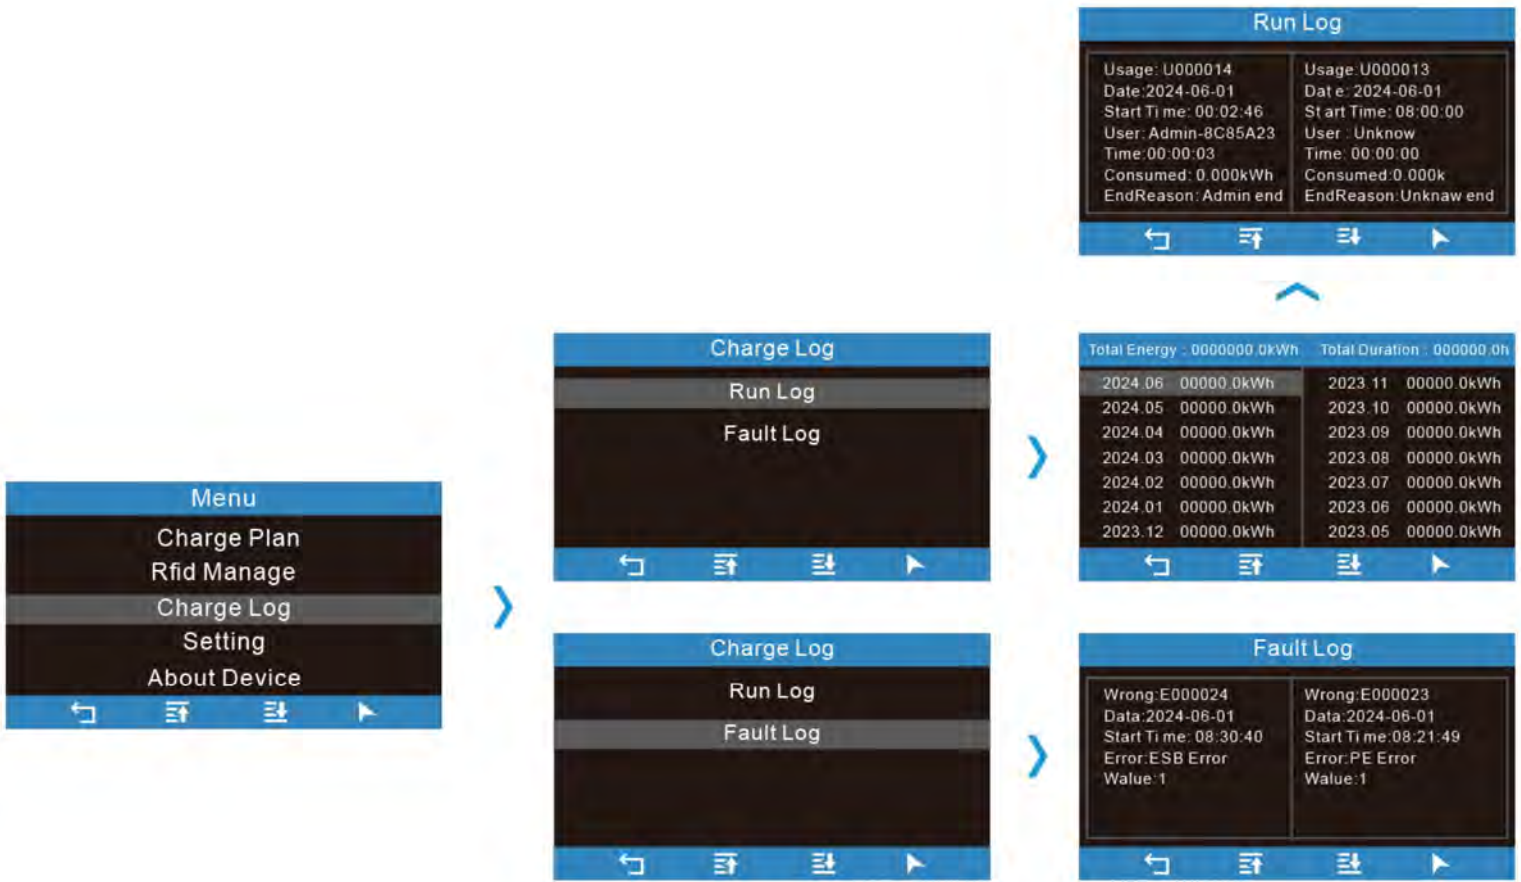 Run Log
Usage: U000014
Date:2024-06-01
Start Ti me: 00:02:46
User: Admin-8C85A23
Time:00:00:03
Consumed: 0.000kWh
EndReason: Admin end
Usage:U000013
Dat e: 2024-06-01
St art Time: 08:00:00
User : Unknow
Time: 00:00:00
Consumed:0.000k
EndReason:Unknaw end
Charge Log
Run Log
Fault Log
Total Energy : 0000000.0kWh Total Duration : 000000.0h
2024.06 00000.0kWh 2023.11 00000.0kWh
2024.05 00000.0kWh 2023.10 00000.0kWh
2024.04 00000.0kWh 2023.09 00000.0kWh
2024.03 00000.0kWh 2023.08 00000.0kWh
2024.02 00000.0kWh 2023.07 00000.0kWh
2024.01 00000.0kWh 2023.06 00000.0kWh
2023.12 00000.0kWh 2023.05 00000.0kWh
Menu
Charge Plan
Rfid Manage
Charge Log
Setting
About Device
Charge Log
Run Log
Fault Log
Fault Log
Wrong:E000024
Data:2024-06-01
Start Ti me: 08:30:40
Error:ESB Error
Walue:1
Wrong:E000023
Data:2024-06-01
Start Ti me:08:21:49
Error:PE Error
Walue:1